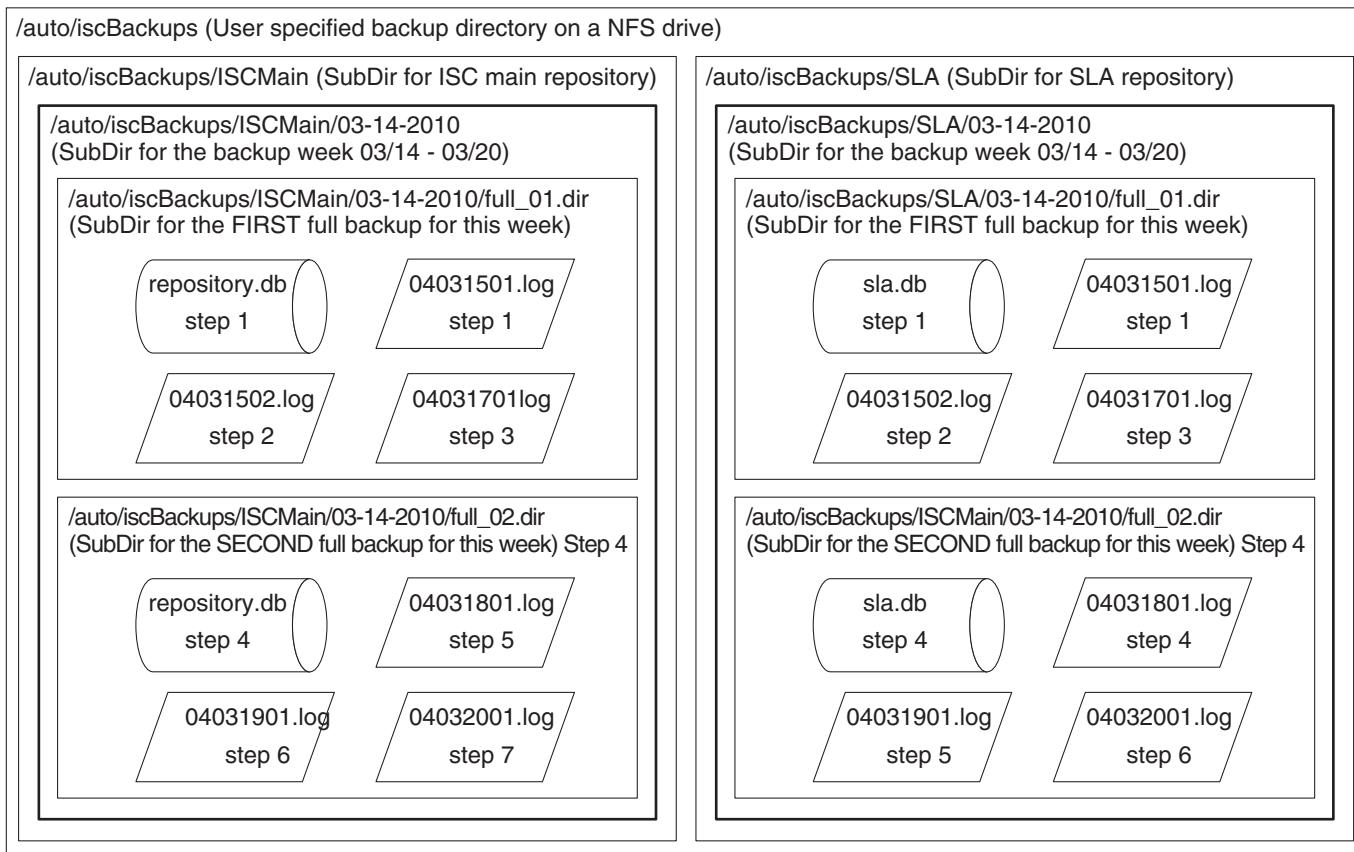 /auto/iscBackups (User specified backup directory on a NFS drive)
/auto/iscBackups/ISCMain (SubDir for ISC main repository)
/auto/iscBackups/ISCMain/03-14-2010
(SubDir for the backup week 03/14 - 03/20)
/auto/iscBackups/ISCMain/03-14-2010/full_01.dir
(SubDir for the FIRST full backup for this week)
repository.db
step 1
04031501.log
step 1
04031502.log
step 2
04031701log
step 3
/auto/iscBackups/ISCMain/03-14-2010/full_02.dir
(SubDir for the SECOND full backup for this week) Step 4
repository.db
step 4
04031801.log
step 5
04031901.log
step 6
04032001.log
step 7
/auto/iscBackups/SLA (SubDir for SLA repository)
/auto/iscBackups/SLA/03-14-2010
(SubDir for the backup week 03/14 - 03/20)
/auto/iscBackups/SLA/03-14-2010/full_01.dir
(SubDir for the FIRST full backup for this week)
sla.db
step 1
04031501.log
step 1
04031502.log
step 2
04031701.log
step 3
/auto/iscBackups/ISCMain/03-14-2010/full_02.dir
(SubDir for the SECOND full backup for this week) Step 4
sla.db
step 4
04031801.log
step 4
04031901.log
step 5
04032001.log
step 6